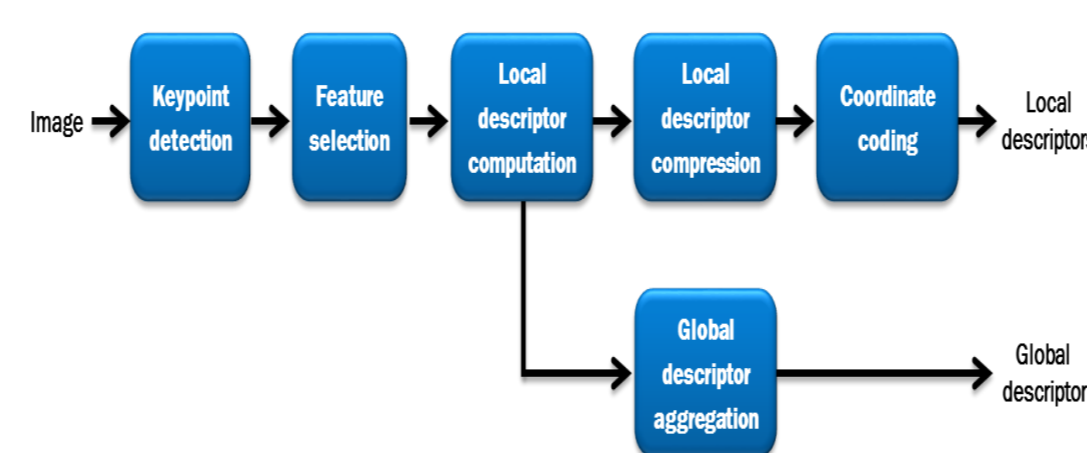 Image
Keypoint
detection
Feature
selection
Local
descriptor
computation
Local
descriptor
compression
Coordinate
coding
Local
descriptors
Global
descriptor
aggregation
Global
descriptor